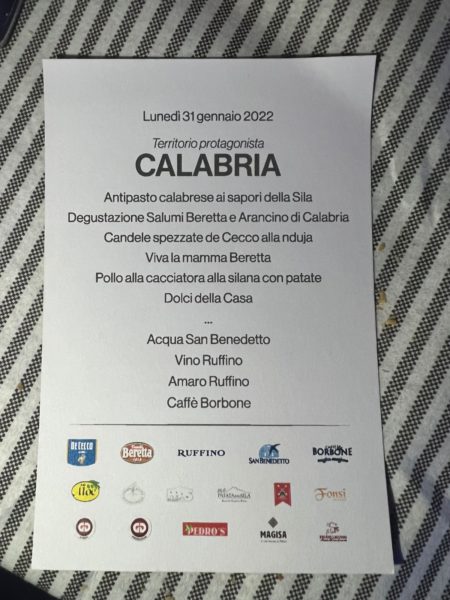 Lunedì 31 gennaio 2022
Territorio protagonista
CALABRIA
Antipasto calabrese ai sapori della Sila
Degustazione Salumi Beretta e Arancino di Calabria
Candele spezzate de Cecco alla nduja
Viva la mamma Beretta
Pollo alla cacciatora alla silana con patate
Dolci della Casa
...
Acqua San Benedetto
Vino Ruffino
Amaro Ruffino
Caffè Borbone
DE CECCO
Beretta
RUFFINO
SAN BENEDETTO
BORBONE
Fonsi
PEDRO'S
MAGISA